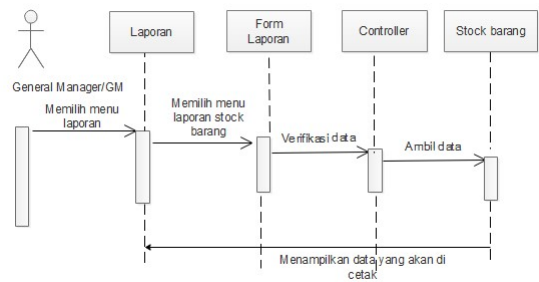 Laporan
Form
Laporan
Controller
Stock barang
General Manager/GM
Memilih menu
laporan
Memilih menu
laporan stock
barang
Verifikasi data
Ambil data
Menampilkan data yang akan di
cetak